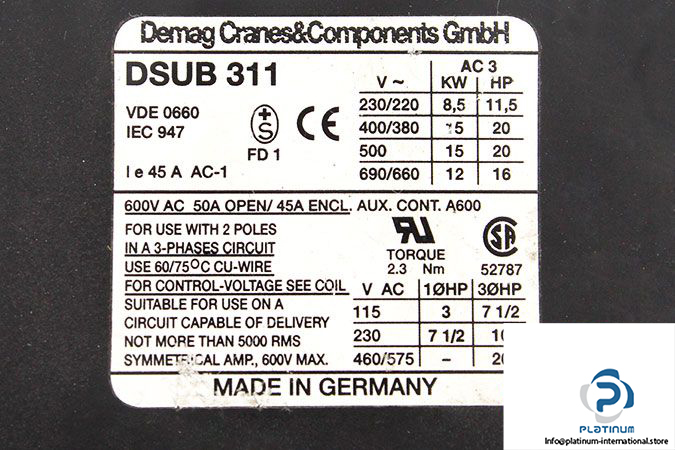 Demag Cranes&Components GmbH
DSUB 311
VDE 0660
IEC 947
S
FD 1
CE
I e 45 A AC-1
AC 3
V ~ KW HP
230/220 8,5 11,5
400/380 15 20
500 15 20
690/660 12 16
600V AC 50A OPEN/ 45A ENCL. AUX. CONT. A600
FOR USE WITH 2 POLES
IN A 3-PHASES CIRCUIT
USE 60/75°C CU-WIRE
FOR CONTROL-VOLTAGE SEE COIL
SUITABLE FOR USE ON A
CIRCUIT CAPABLE OF DELIVERY
NOT MORE THAN 5000 RMS
SYMMETRICAL AMP., 600V MAX.
TORQUE
2.3 Nm
SA
52787
V AC 1ØHP 3ØHP
115 3 7 1/2
230 7 1/2
460/575 –
MADE IN GERMANY
PLATINUM
Info@platinum-international.store